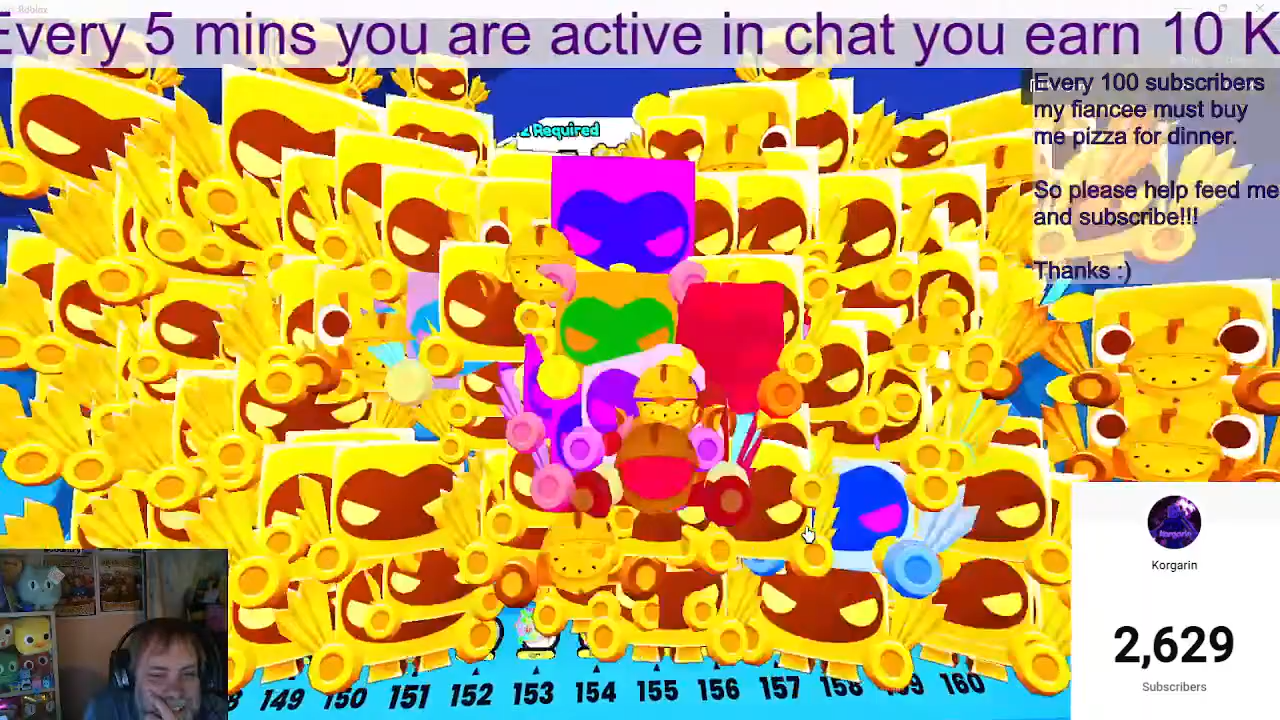 Roblox
Every 5 mins you are active in chat you earn 10 K
Every 100 subscribers
my fiancee must buy
me pizza for dinner.
So please help feed me
and subscribe!!!
Thanks :)
2 Required
Korgarin
2,629
Subscribers
149 150 151 152 153 154 155 156 157 158 160